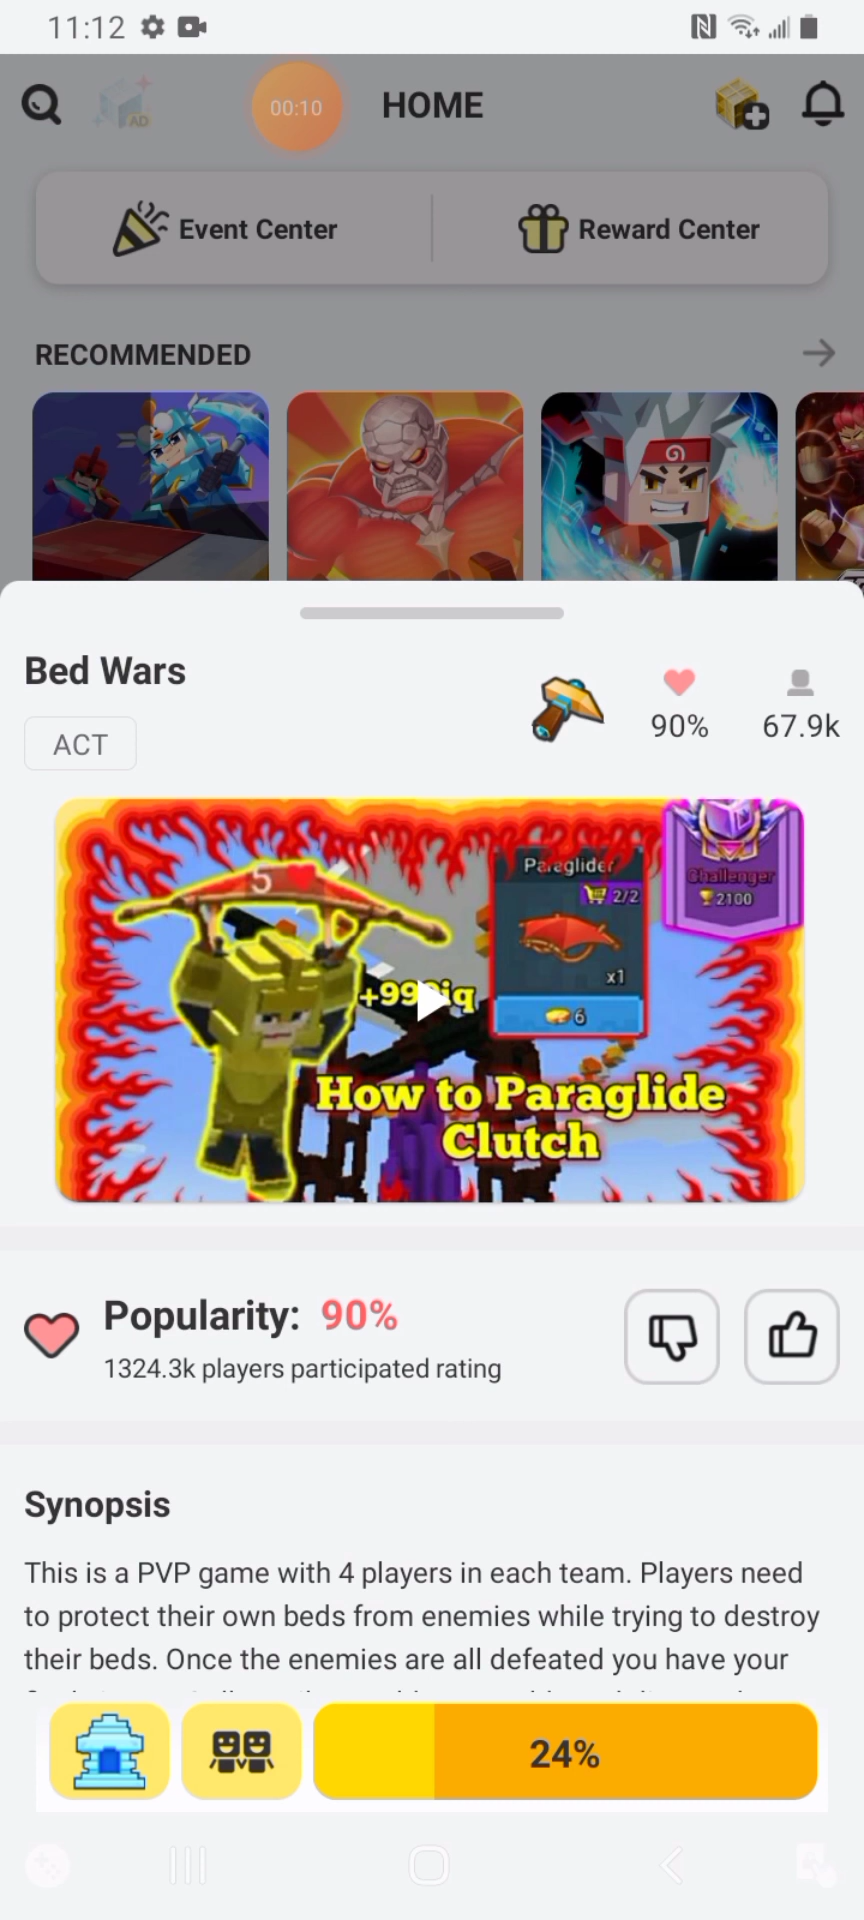 11:12
AD
00:10
HOME
Event Center
Reward Center
RECOMMENDED
Bed Wars
ACT
90%
67.9k
5
Paraglider
2/2
x1
6
Challenger
2100
How to Paraglide
Clutch
Popularity: 90%
1324.3k players participated rating
Synopsis
This is a PVP game with 4 players in each team. Players need
to protect their own beds from enemies while trying to destroy
their beds. Once the enemies are all defeated you have your
24%